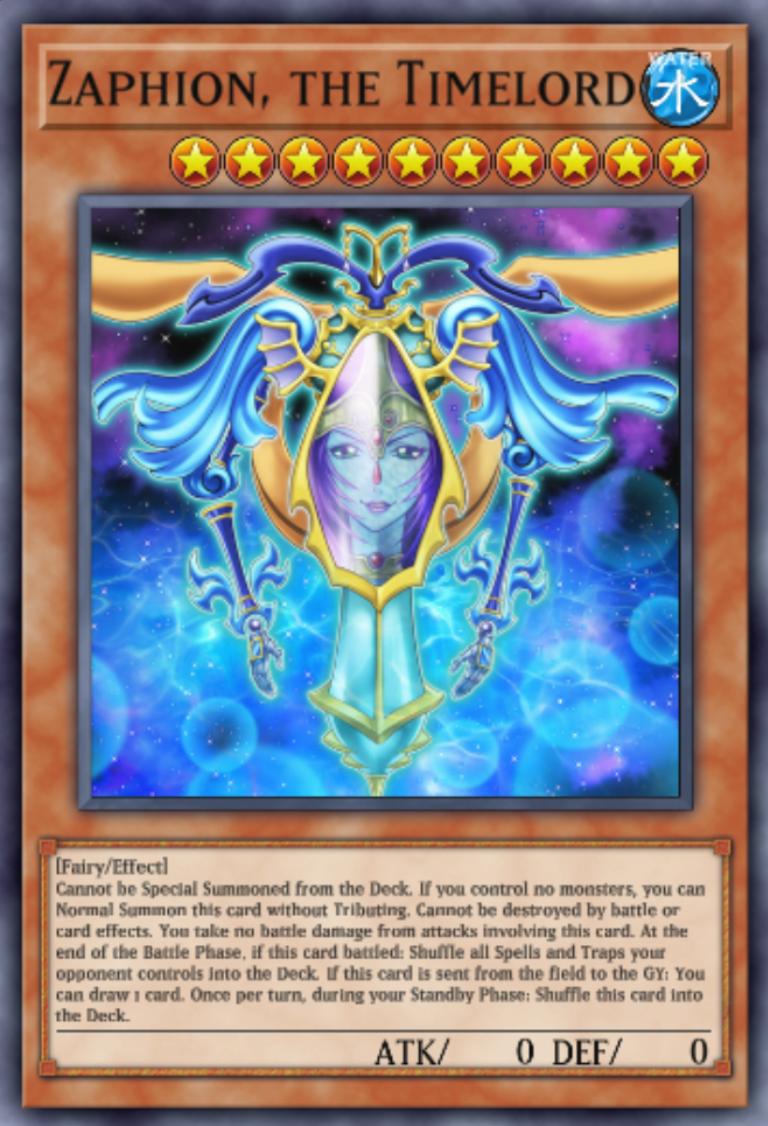 ZAPHION, THE TIMELORD
WATER
水
[Fairy/Effect]
Cannot be Special Summoned from the Deck. If you control no monsters, you can
Normal Summon this card without Tributing. Cannot be destroyed by battle or
card effects. You take no battle damage from attacks involving this card. At the
end of the Battle Phase, if this card battled: Shuffle all Spells and Traps your
opponent controls into the Deck. If this card is sent from the field to the GY: You
can draw 1 card. Once per turn, during your Standby Phase: Shuffle this card into
the Deck.
ATK/ 0 DEF/ 0